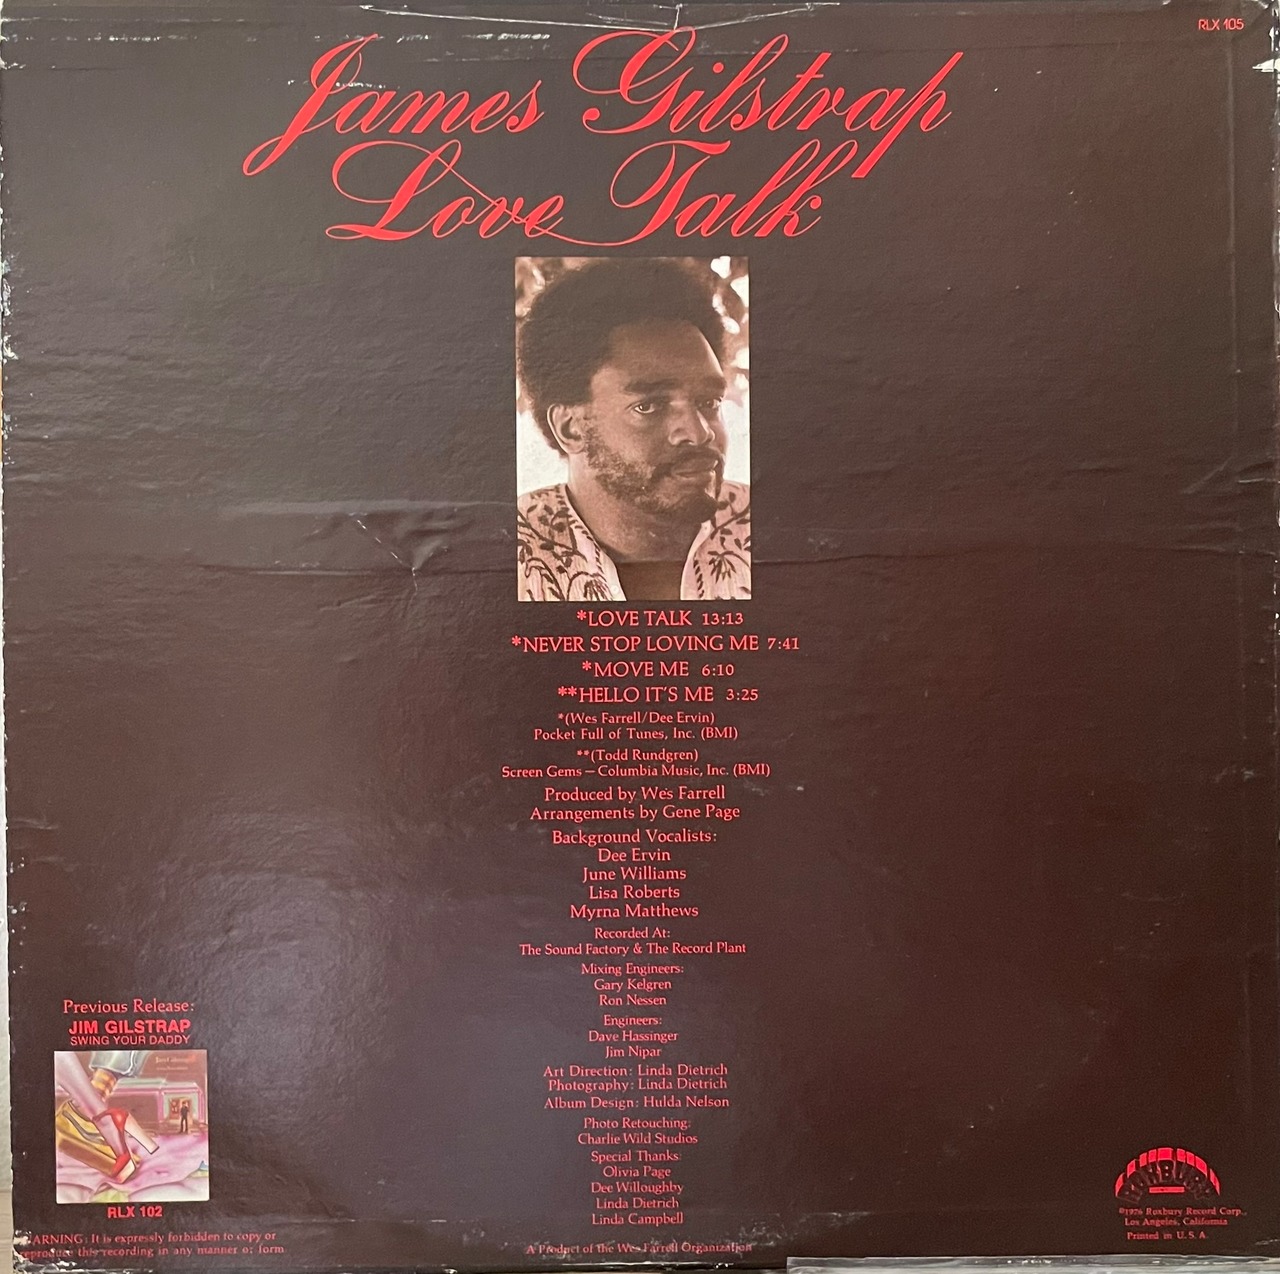 RLX 105
James Gilstrap
Love Talk
*LOVE TALK 13:13
*NEVER STOP LOVING ME 7:41
*MOVE ME 6:10
**HELLO IT'S ME 3:25
*(Wes Farrell/Dee Ervin)
Pocket Full of Tunes, Inc. (BMI)
**(Todd Rundgren)
Screen Gems — Columbia Music, Inc. (BMI)
Produced by Wes Farrell
Arrangements by Gene Page
Background Vocalists:
Dee Ervin
June Williams
Lisa Roberts
Myrna Matthews
Recorded At:
The Sound Factory & The Record Plant
Mixing Engineers:
Gary Kelgren
Ron Nessen
Engineers:
Dave Hassinger
Jim Nipar
Art Direction: Linda Dietrich
Photography: Linda Dietrich
Album Design: Hulda Nelson
Photo Retouching:
Charlie Wild Studios
Special Thanks:
Olivia Page
Dee Willoughby
Linda Dietrich
Linda Campbell
A Product of the Wes Farrell Organization
Previous Release:
JIM GILSTRAP
SWING YOUR DADDY
RLX 102
WARNING: It is expressly forbidden to copy or
reproduce this recording in any manner or form
ROXBURY
©1976 Roxbury Record Corp.,
Los Angeles, California
Printed in U.S.A.